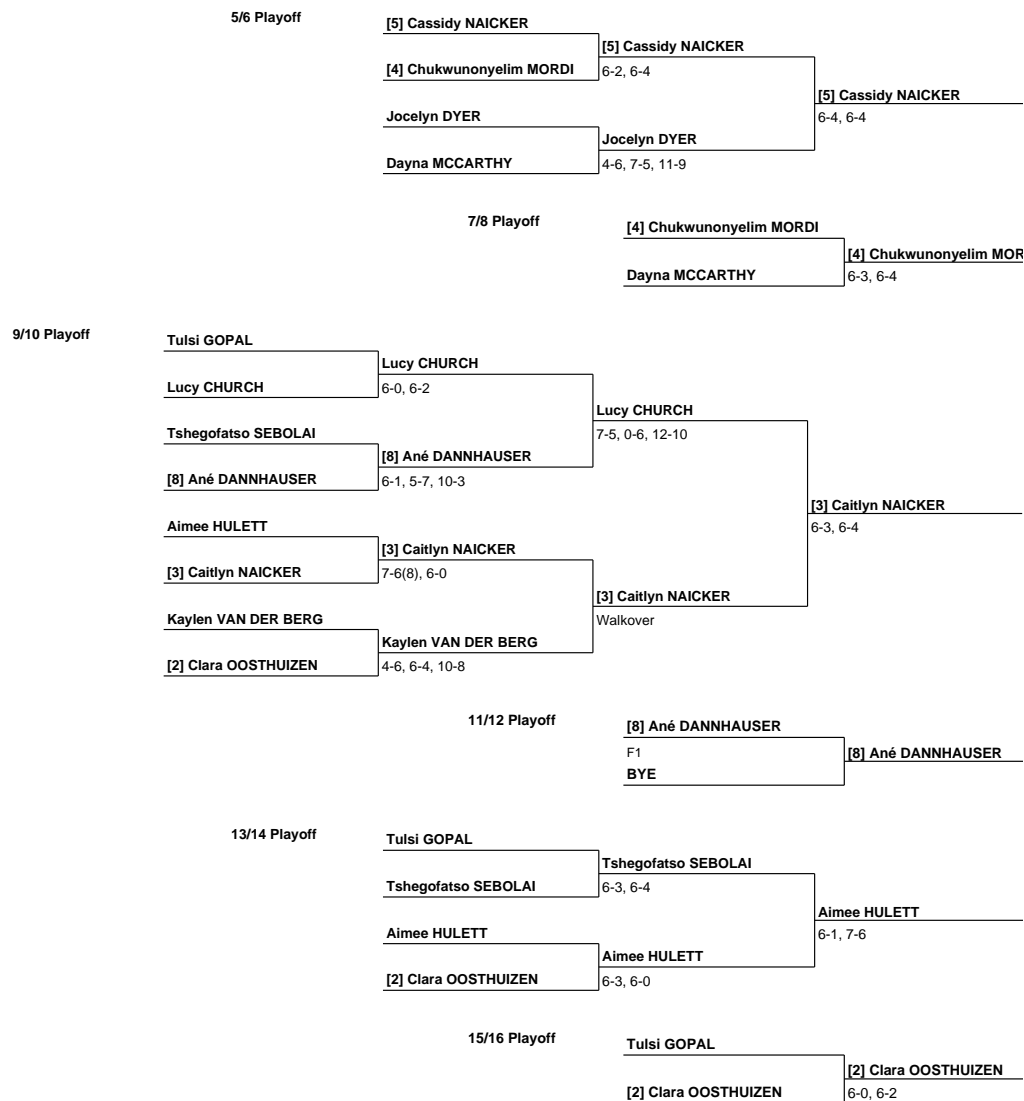 5/6 Playoff
[5] Cassidy NAICKER
[5] Cassidy NAICKER
[4] Chukwunonyelim MORDI
6-2, 6-4
[5] Cassidy NAICKER
Jocelyn DYER
6-4, 6-4
Jocelyn DYER
Dayna MCCARTHY
4-6, 7-5, 11-9
7/8 Playoff
[4] Chukwunonyelim MORDI
[4] Chukwunonyelim MOR
Dayna MCCARTHY
6-3, 6-4
9/10 Playoff
Tulsi GOPAL
Lucy CHURCH
Lucy CHURCH
6-0, 6-2
Lucy CHURCH
Tshegofatso SEBOLAI
7-5, 0-6, 12-10
[8] Ané DANNHAUSER
[8] Ané DANNHAUSER
6-1, 5-7, 10-3
[3] Caitlyn NAICKER
Aimee HULETT
6-3, 6-4
[3] Caitlyn NAICKER
[3] Caitlyn NAICKER
7-6(8), 6-0
[3] Caitlyn NAICKER
Kaylen VAN DER BERG
Walkover
Kaylen VAN DER BERG
[2] Clara OOSTHUIZEN
4-6, 6-4, 10-8
11/12 Playoff
[8] Ané DANNHAUSER
F1
[8] Ané DANNHAUSER
BYE
13/14 Playoff
Tulsi GOPAL
Tshegofatso SEBOLAI
Tshegofatso SEBOLAI
6-3, 6-4
Aimee HULETT
Aimee HULETT
6-1, 7-6
Aimee HULETT
[2] Clara OOSTHUIZEN
6-3, 6-0
15/16 Playoff
Tulsi GOPAL
[2] Clara OOSTHUIZEN
[2] Clara OOSTHUIZEN
6-0, 6-2